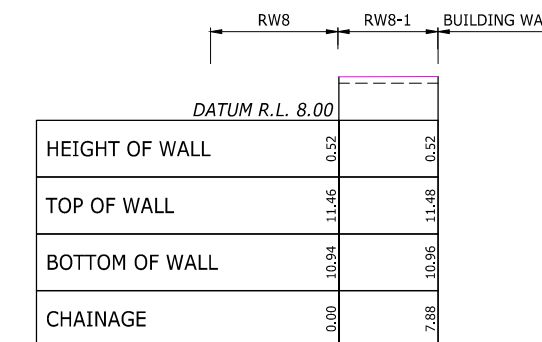 RW8 RW8-1 BUILDING WA
DATUM R.L. 8.00
HEIGHT OF WALL 0.52 0.52
TOP OF WALL 11.46 11.48
BOTTOM OF WALL 10.94 10.96
CHAINAGE 0.00 7.88